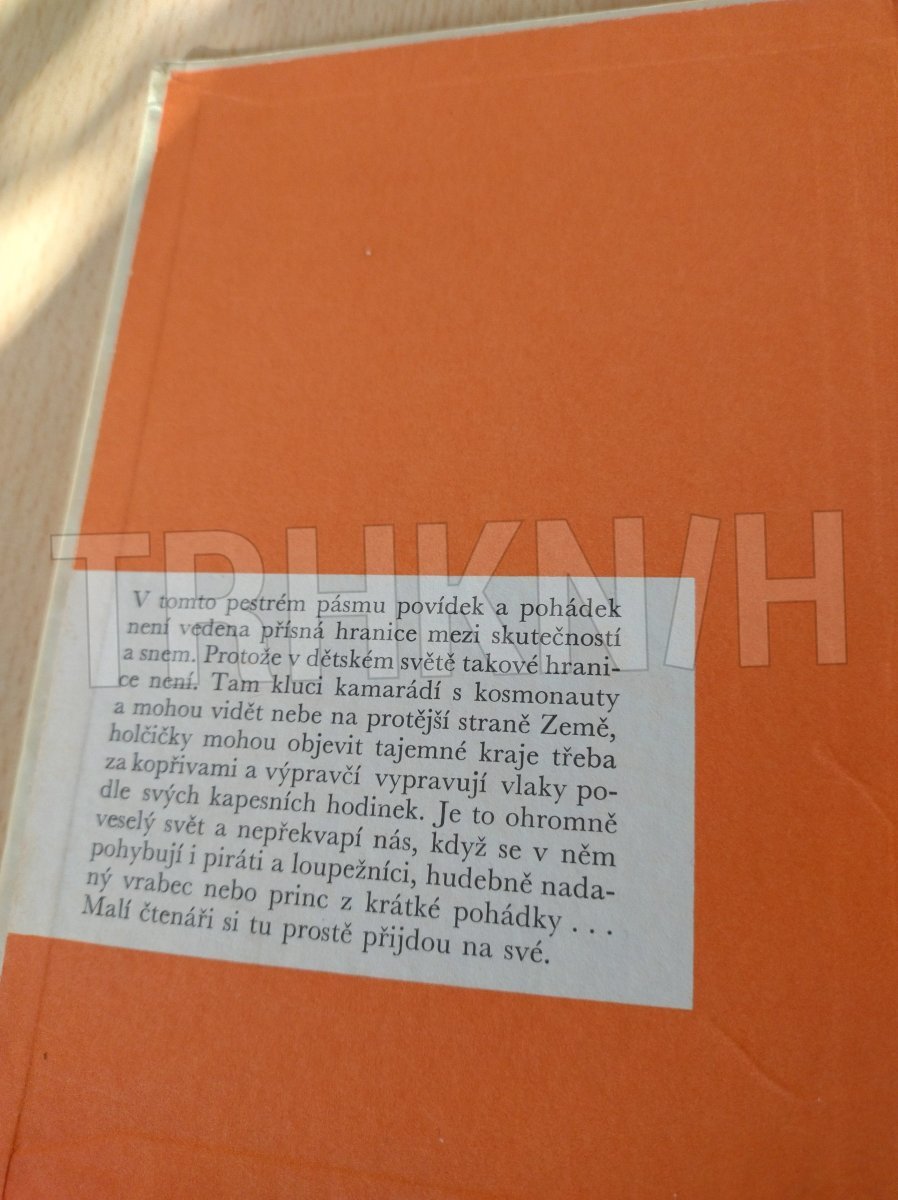 V tomto pestrém pásmu povídek a pohádek
není vedena přísná hranice mezi skutečností
a snem. Protože v dětském světě takové hrani-
ce není. Tam kluci kamarádí s kosmonauty
a mohou vidět nebe na protější straně Země,
holčičky mohou objevit tajemné kraje třeba
za kopřivami a výpravčí vypravují vlaky po-
dle svých kapesních hodinek. Je to ohromně
veselý svět a nepřekvapí nás, když se v něm
pohybují i piráti a loupežníci, hudebně nada-
ný vrabec nebo princ z krátké pohádky . . .
Malí čtenáři si tu prostě přijdou na své.
TRHKN/H